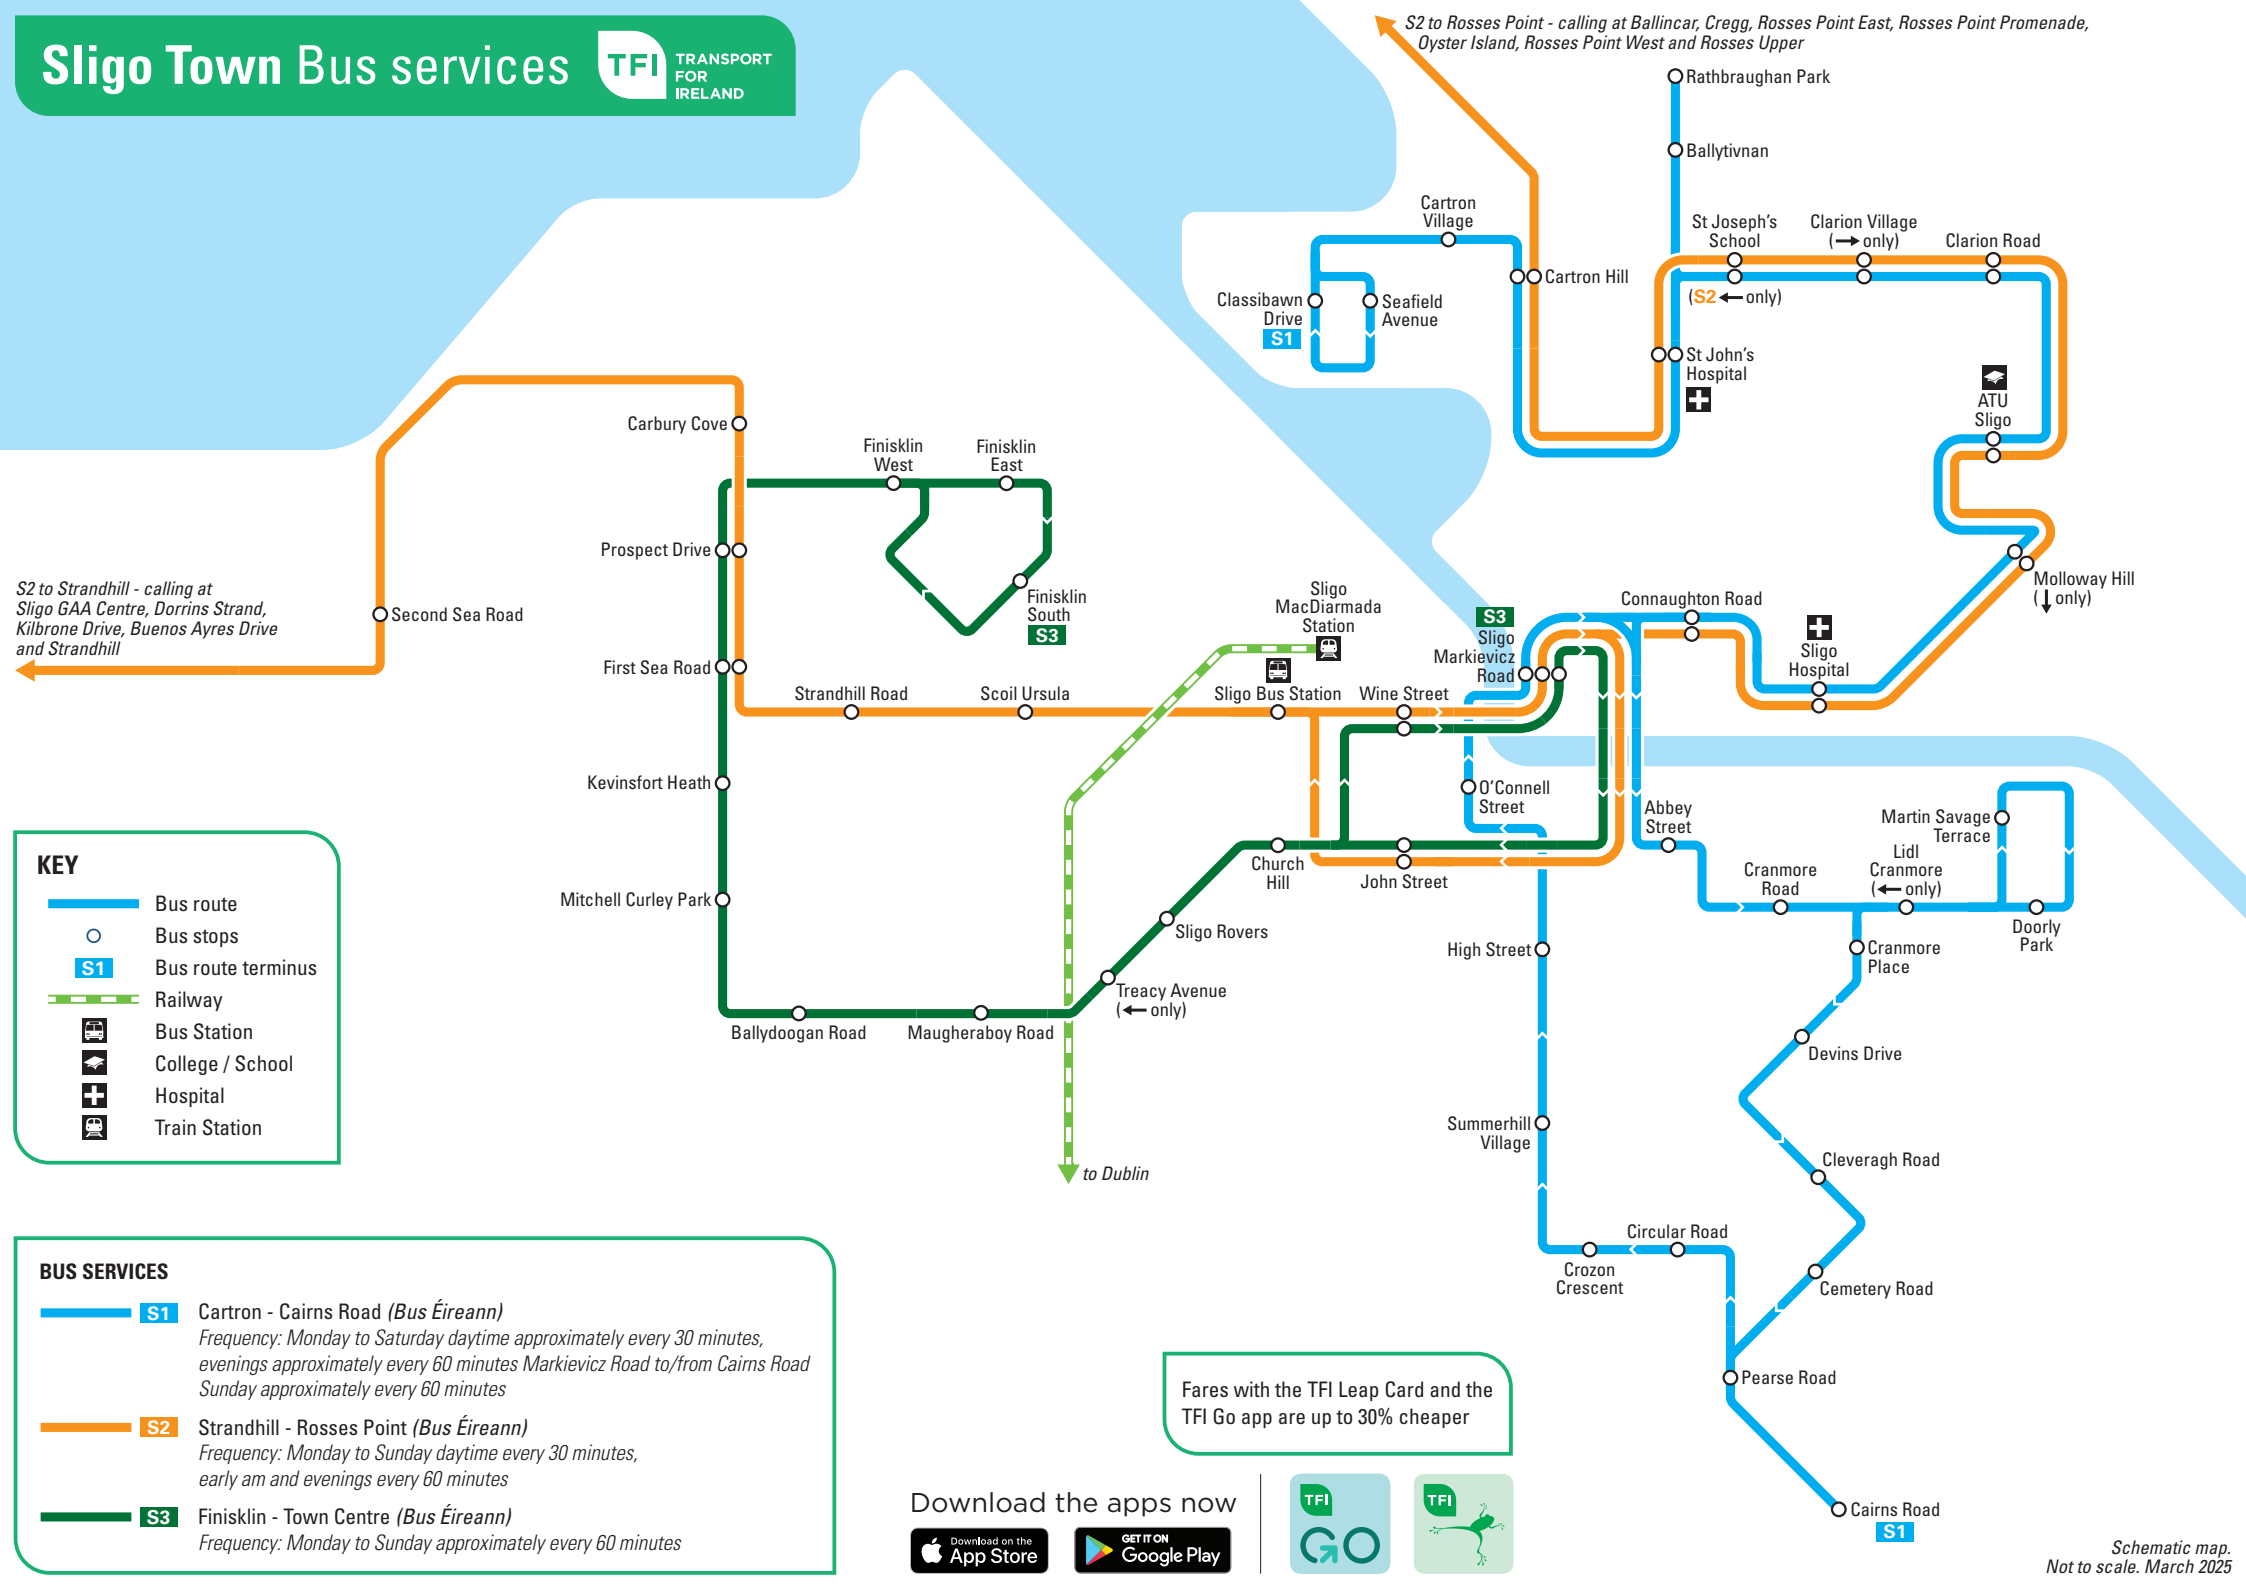 Sligo Town Bus services
TFI
TRANSPORT
FOR
IRELAND
S2 to Rosses Point - calling at Ballincar, Cregg, Rosses Point East, Rosses Point Promenade,
Oyster Island, Rosses Point West and Rosses Upper
Rathbraughan Park
Ballytivnan
Cartron
Village
St Joseph's
School
(S2 ← only)
Clarion Village
(→ only)
Clarion Road
Cartron Hill
Classibawn
Drive
S1
Seafield
Avenue
St John's
Hospital
ATU
Sligo
Carbury Cove
Finisklin
West
Finisklin
East
Prospect Drive
Finisklin
South
S3
S2 to Strandhill - calling at
Sligo GAA Centre, Dorrins Strand,
Kilbrone Drive, Buenos Ayres Drive
and Strandhill
Second Sea Road
Sligo
MacDiarmada
Station
S3
Sligo
Markievicz
Road
Connaughton Road
Molloway Hill
(↓ only)
Sligo
Hospital
First Sea Road
Strandhill Road
Scoil Ursula
Sligo Bus Station
Wine Street
Kevinsfort Heath
O'Connell
Street
Abbey
Street
Martin Savage
Terrace
Lidl
Cranmore
(← only)
Cranmore
Road
Doorly
Park
Church
Hill
John Street
Mitchell Curley Park
Sligo Rovers
High Street
Cranmore
Place
Treacy Avenue
(← only)
Ballydoogan Road
Maugheraboy Road
Devins Drive
Summerhill
Village
Cleveragh Road
to Dublin
Circular Road
Crozon
Crescent
Cemetery Road
Pearse Road
Cairns Road
S1
KEY
Bus route
Bus stops
S1 Bus route terminus
Railway
Bus Station
College / School
Hospital
Train Station
BUS SERVICES
S1 Cartron - Cairns Road (Bus Éireann)
Frequency: Monday to Saturday daytime approximately every 30 minutes,
evenings approximately every 60 minutes Markievicz Road to/from Cairns Road
Sunday approximately every 60 minutes
S2 Strandhill - Rosses Point (Bus Éireann)
Frequency: Monday to Sunday daytime every 30 minutes,
early am and evenings every 60 minutes
S3 Finisklin - Town Centre (Bus Éireann)
Frequency: Monday to Sunday approximately every 60 minutes
Fares with the TFI Leap Card and the
TFI Go app are up to 30% cheaper
Download the apps now
Download on the
App Store
GET IT ON
Google Play
TFI
GO
TFI
Schematic map.
Not to scale. March 2025